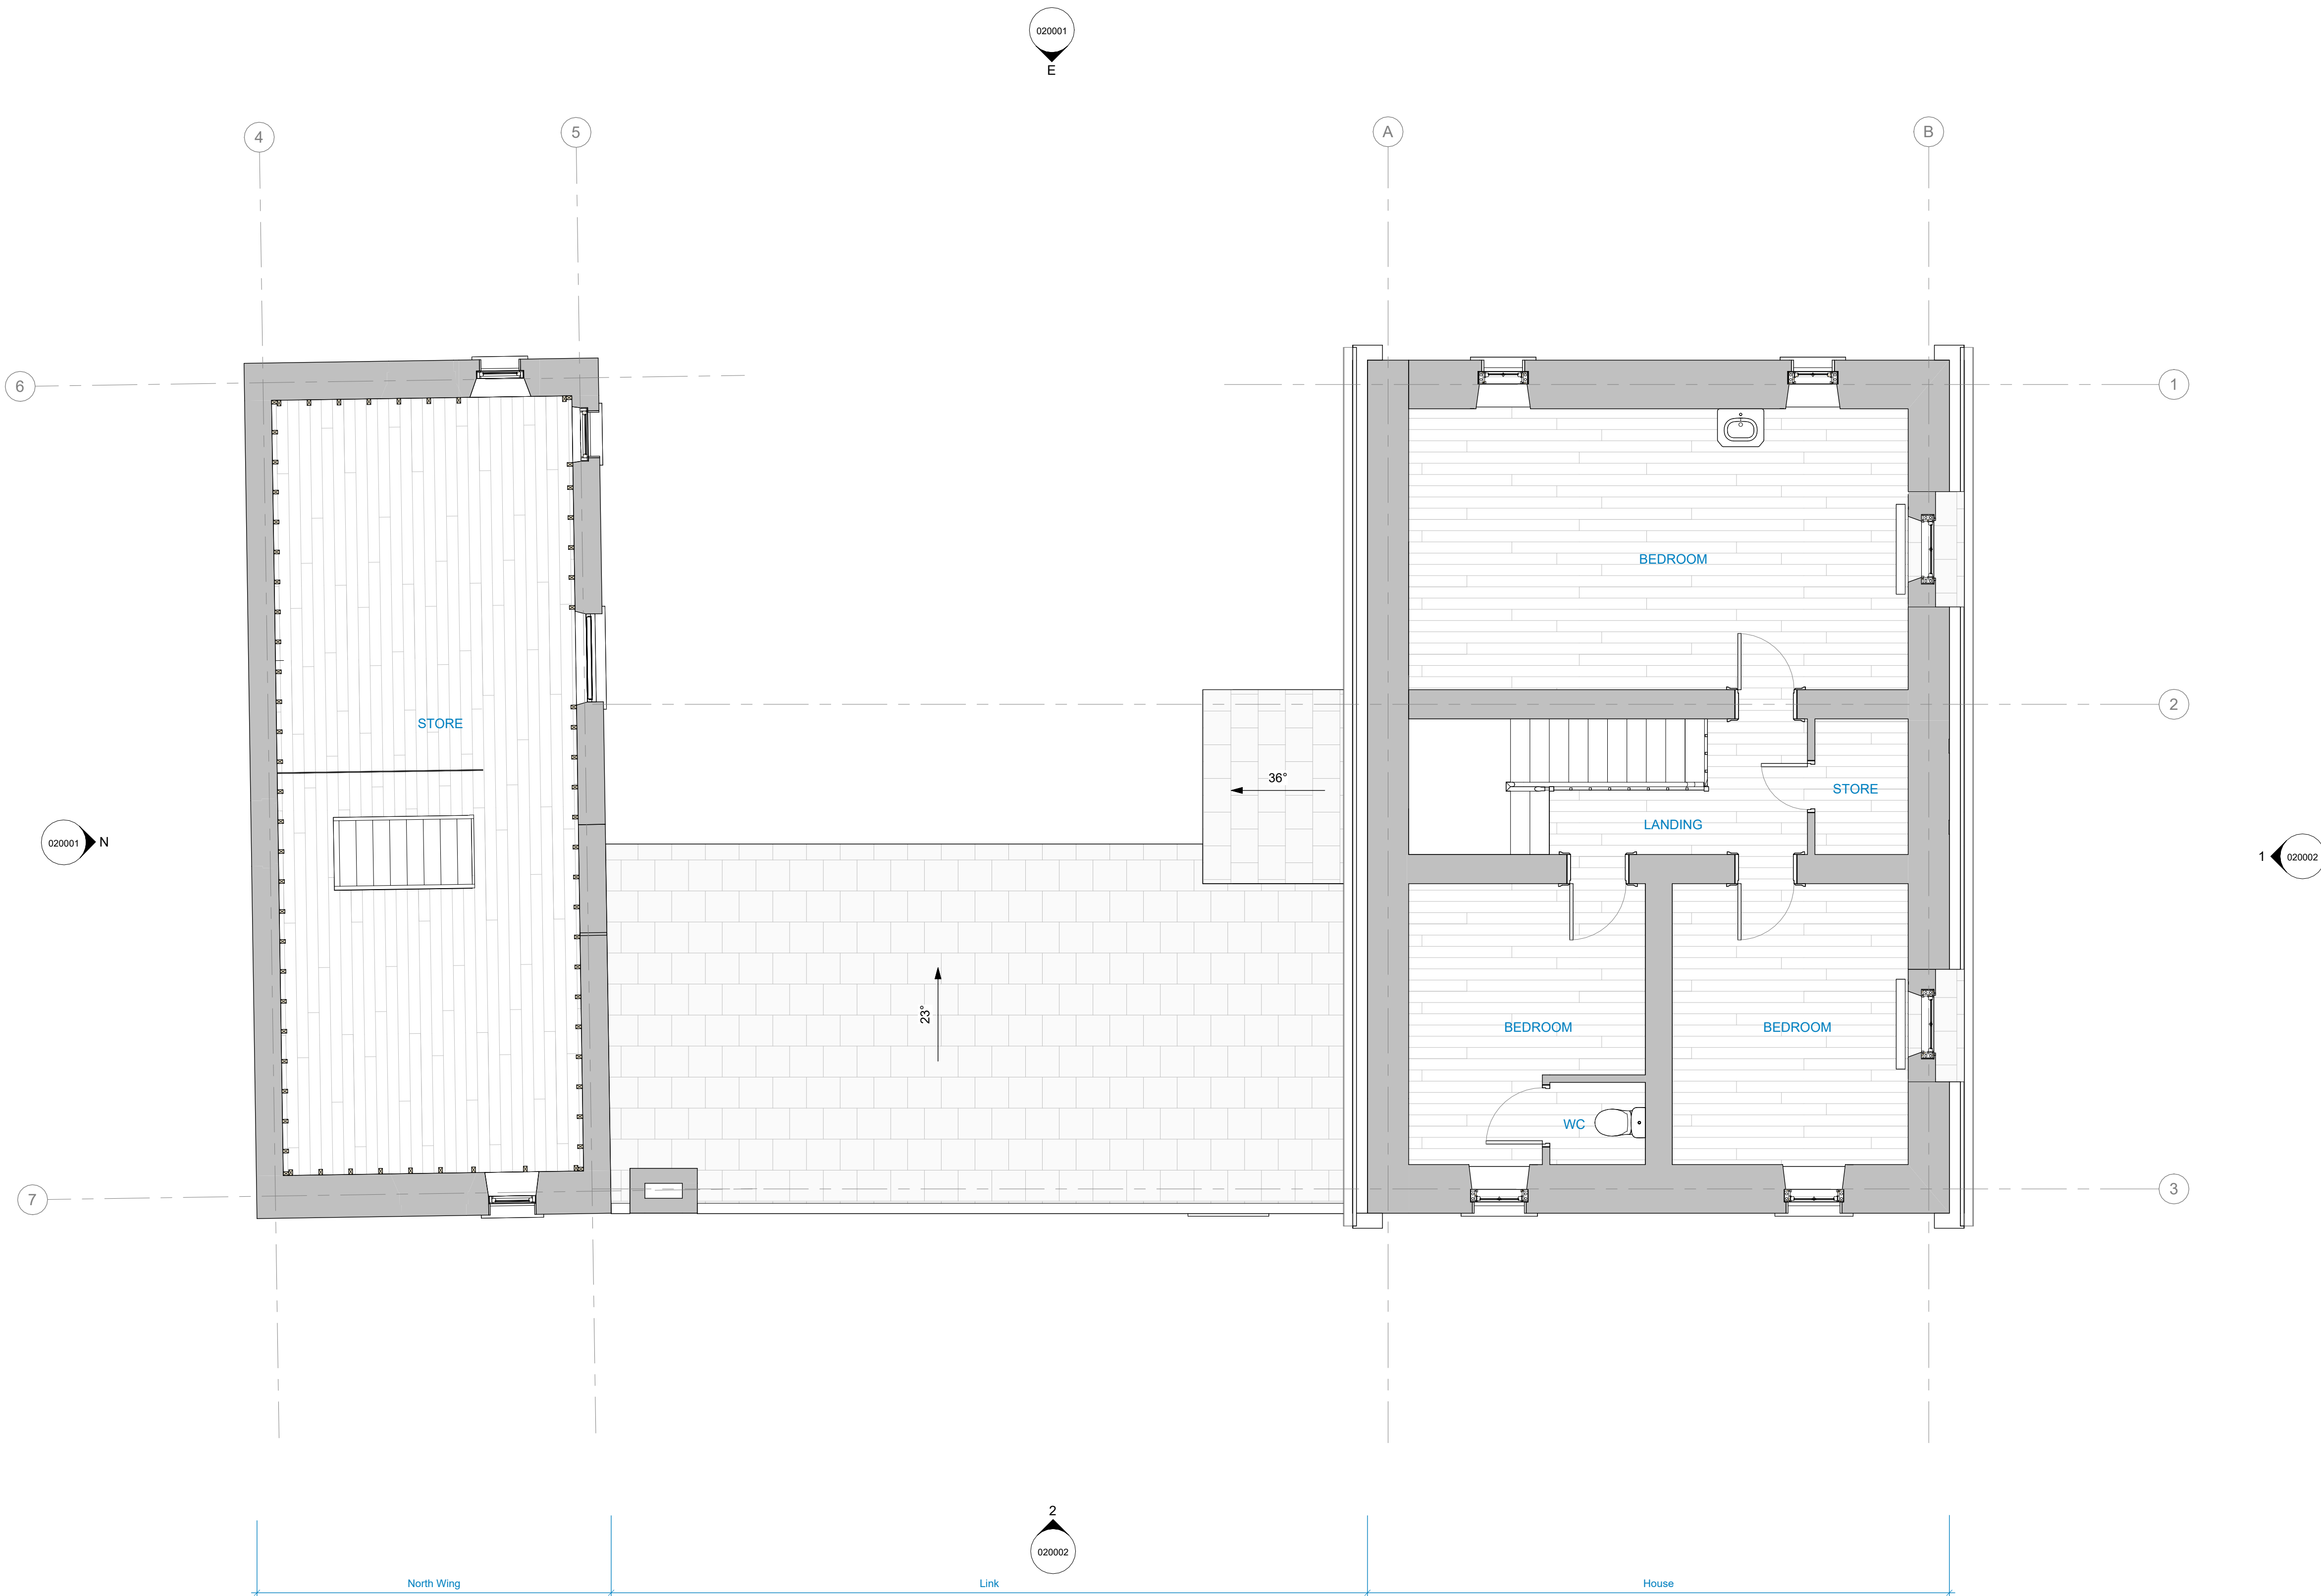 020001
E
4
5
A
B
6
1
BEDROOM
2
STORE
36°
STORE
LANDING
020001
N
1
020002
23°
BEDROOM
BEDROOM
WC
7
3
2
020002
North Wing
Link
House